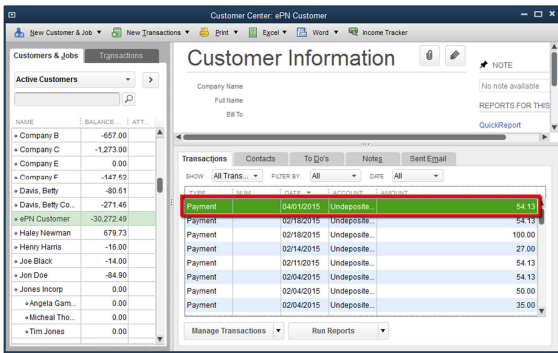 Customer Center: ePN Customer
New Customer & Job New Transactions Print Excel Word Income Tracker
Customers & Jobs Transactions
Active Customers
NAME BALANCE ... ATT...
Company B -657.00
Company C -1,273.00
Company E 0.00
Company F -147.52
Davis, Betty -80.61
Davis, Betty Co... -271.46
ePN Customer -30,272.49
Haley Newman 679.73
Henry Harris -16.00
Joe Black -14.00
Jon Doe -84.90
Jones Incorp 0.00
Angela Gam... 0.00
Micheal Tho... 0.00
Tim Jones 0.00
Customer Information
Company Name
Full Name
Bill To
NOTE
No note available
REPORTS FOR THIS
QuickReport
Transactions Contacts To Do's Notes Sent Email
SHOW All Trans... FILTER BY All DATE All
TYPE NUM DATE ACCOUNT AMOUNT
Payment 04/01/2015 Undeposite... 54.13
Payment 02/18/2015 Undeposite... 54.13
Payment 02/18/2015 Undeposite... 100.00
Payment 02/14/2015 Undeposite... 27.00
Payment 02/11/2015 Undeposite... 54.13
Payment 02/04/2015 Undeposite... 54.13
Payment 02/04/2015 Undeposite... 50.00
Payment 02/04/2015 Undeposite... 35.00
Manage Transactions Run Reports